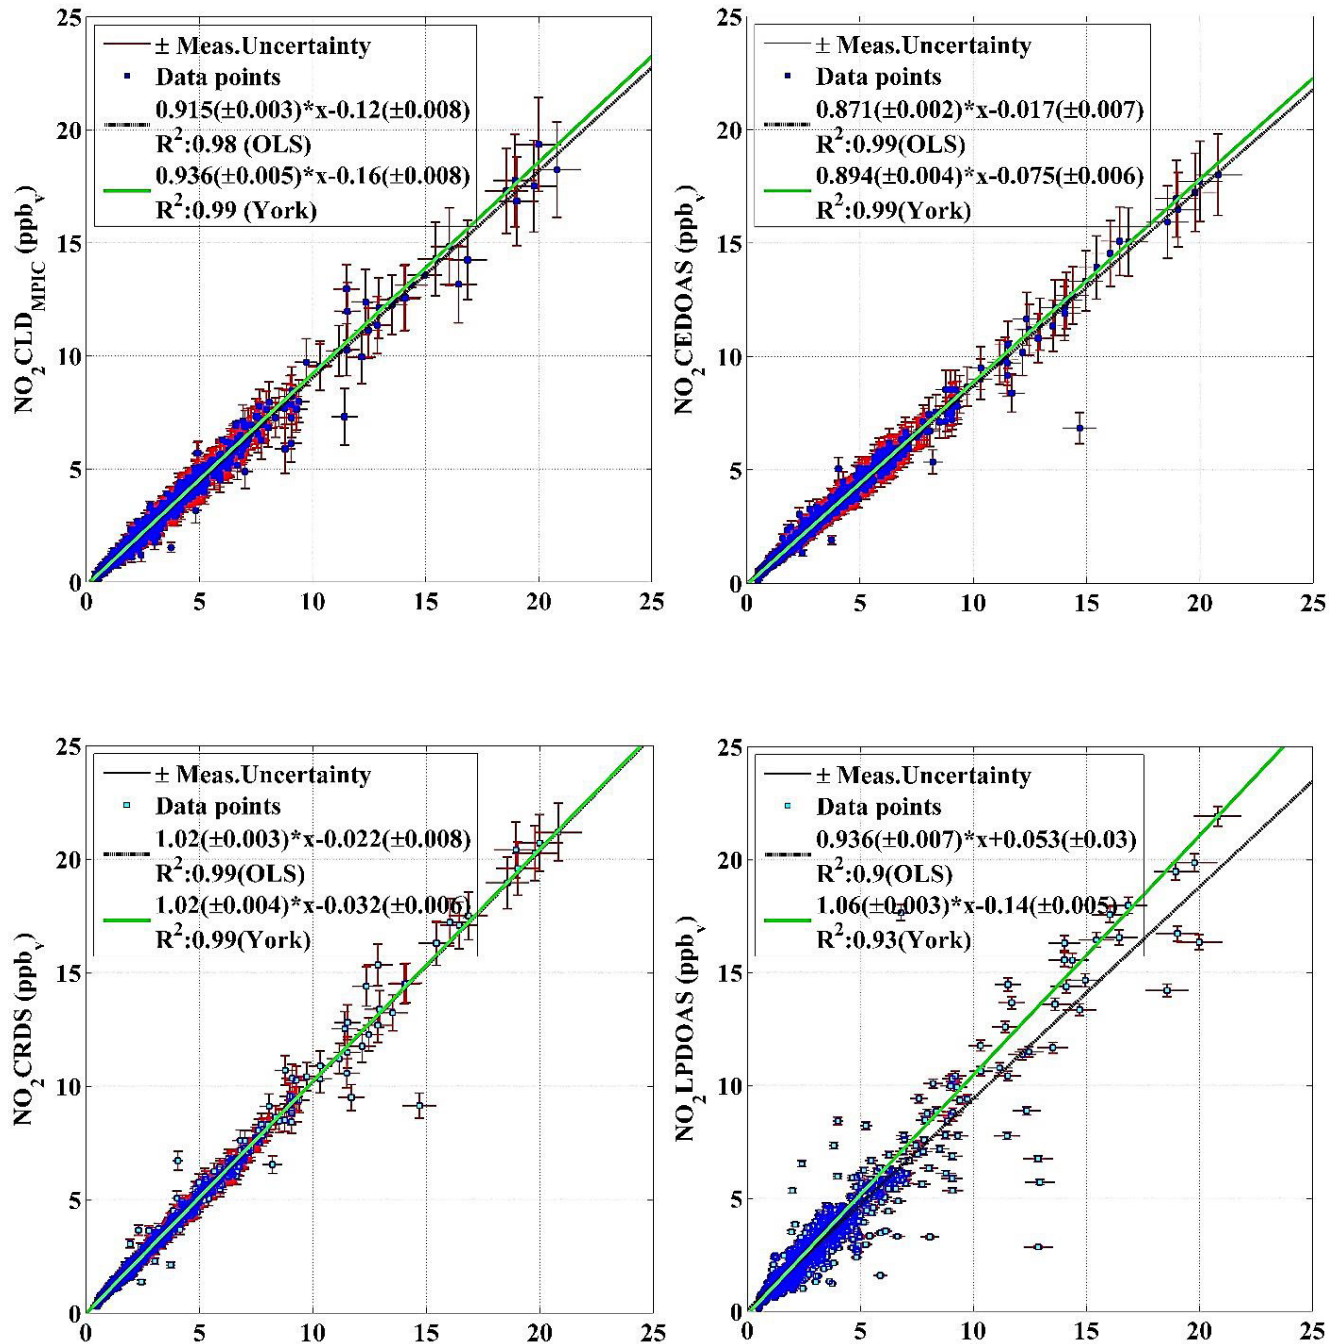 25
20
15
10
5
0
NO2CLDMPIC (ppbv)
± Meas.Uncertainty
Data points
0.915(±0.003)*x-0.12(±0.008)
R2:0.98 (OLS)
0.936(±0.005)*x-0.16(±0.008)
R2:0.99 (York)
0 5 10 15 20 25
25
20
15
10
5
0
NO2CEDOAS (ppbv)
± Meas.Uncertainty
Data points
0.871(±0.002)*x-0.017(±0.007)
R2:0.99(OLS)
0.894(±0.004)*x-0.075(±0.006)
R2:0.99(York)
0 5 10 15 20 25
25
20
15
10
5
0
NO2CRDS (ppbv)
± Meas.Uncertainty
Data points
1.02(±0.003)*x-0.022(±0.008)
R2:0.99(OLS)
1.02(±0.004)*x-0.032(±0.006)
R2:0.99(York)
0 5 10 15 20 25
25
20
15
10
5
0
NO2LPDOAS (ppbv)
± Meas.Uncertainty
Data points
0.936(±0.007)*x+0.053(±0.03)
R2:0.9(OLS)
1.06(±0.003)*x-0.14(±0.005)
R2:0.93(York)
0 5 10 15 20 25